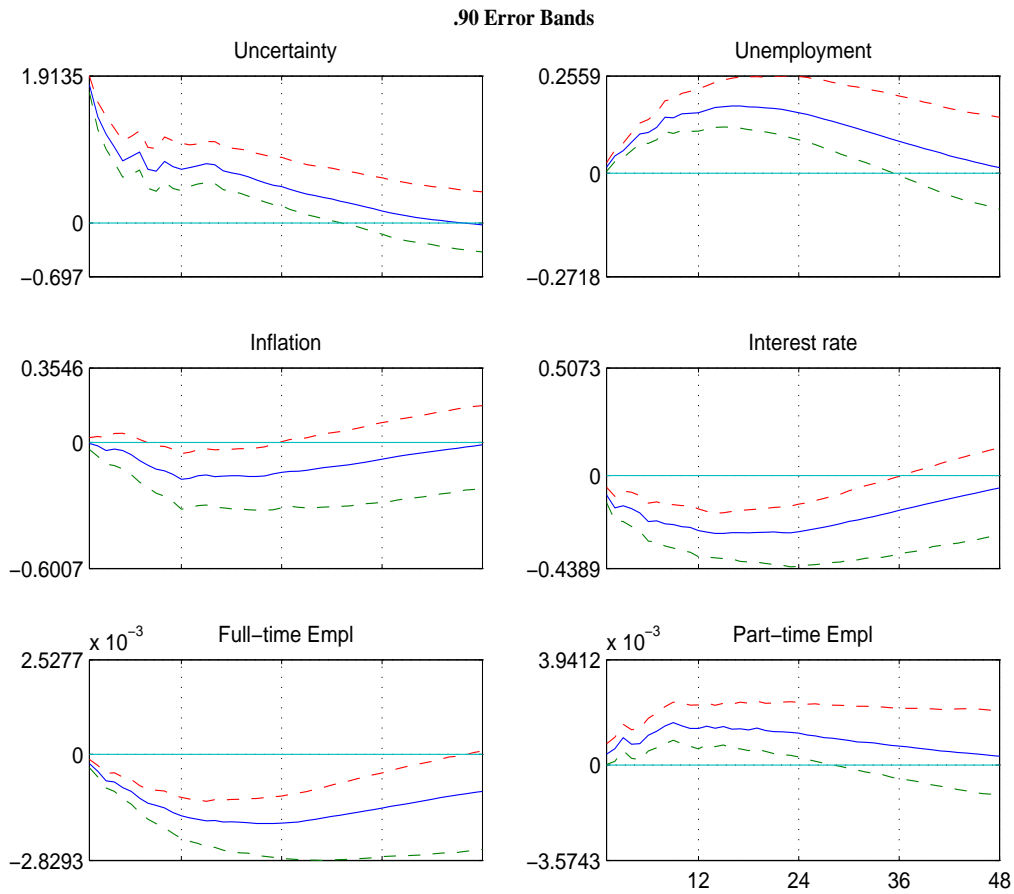 .90 Error Bands
Uncertainty
1.9135
0
−0.697
Unemployment
0.2559
0
−0.2718
Inflation
0.3546
0
−0.6007
Interest rate
0.5073
0
−0.4389
Full−time Empl
x 10⁻³
2.5277
0
−2.8293
Part−time Empl
x 10⁻³
3.9412
0
−3.5743
12 24 36 48